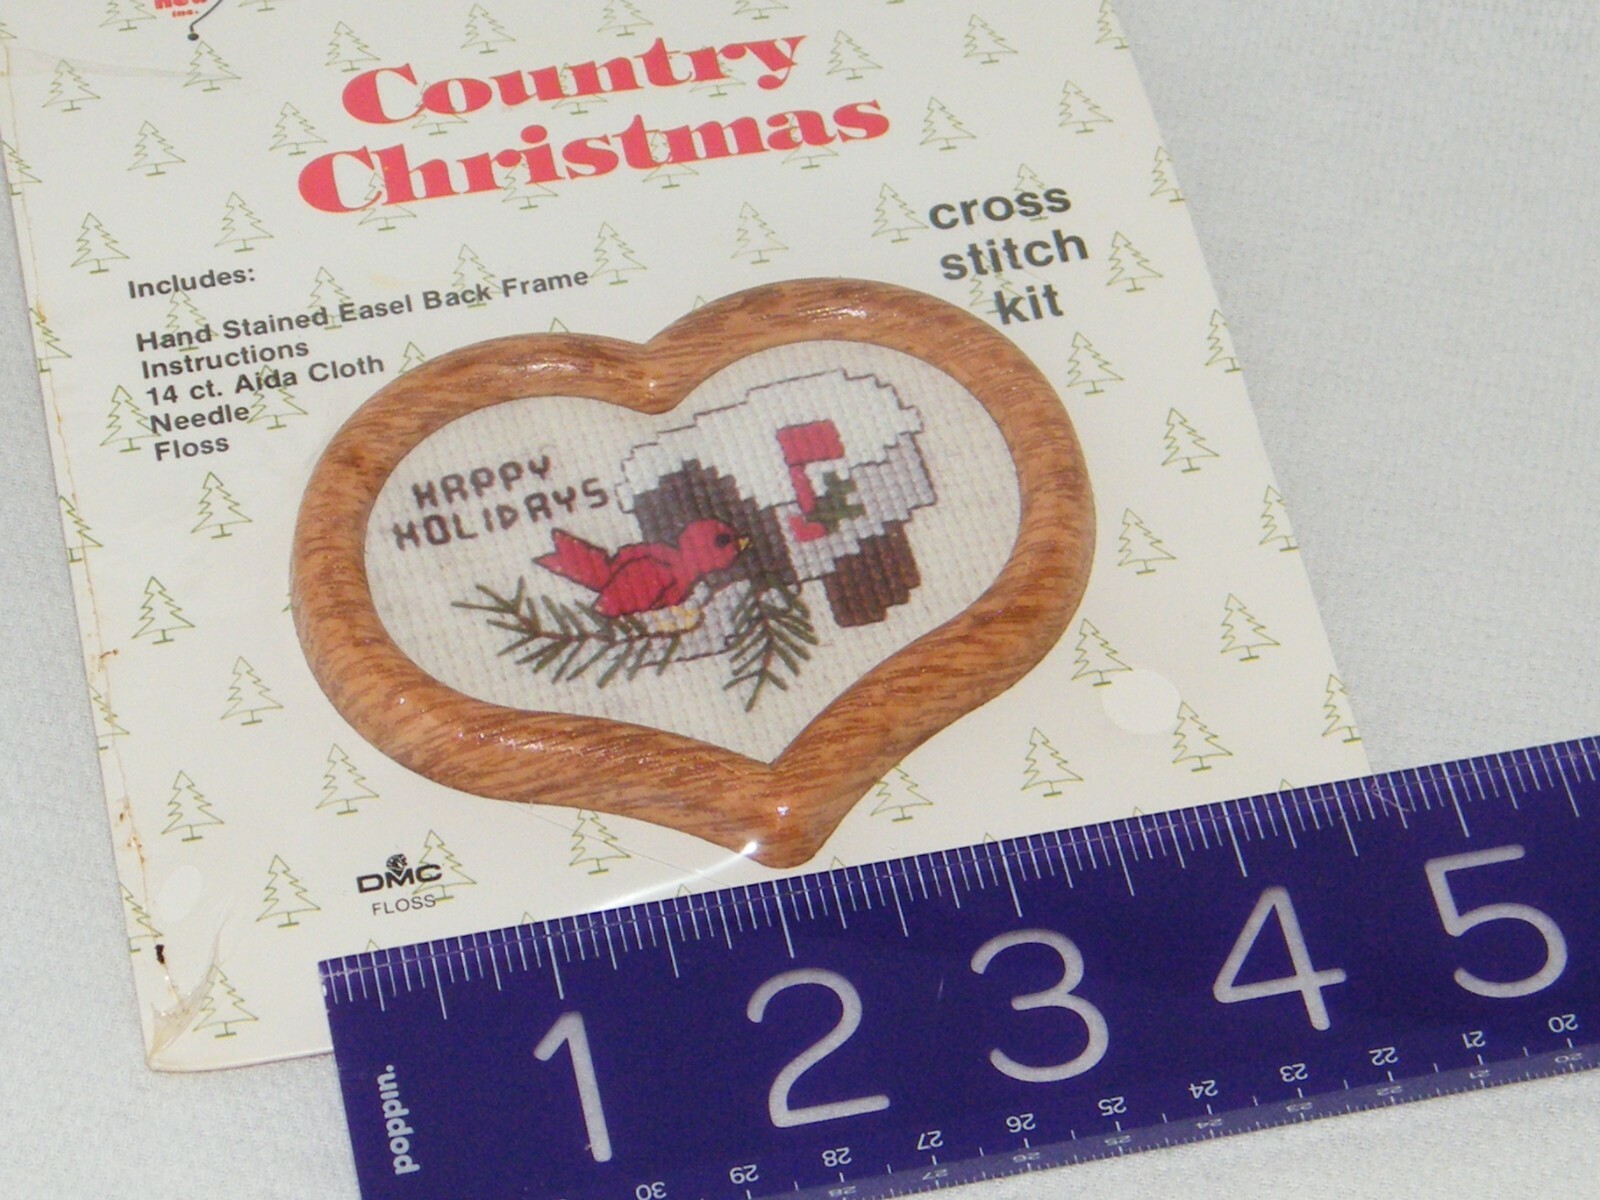 inc.
Country
Christmas
cross
stitch
kit
Includes:
Hand Stained Easel Back Frame
Instructions
14 ct. Aida Cloth
Needle
Floss
HAPPY
HOLIDAYS
DMC
FLOSS
1 2 3 4 5
poppin.
30 29 28 27 26 25 24 23 22 21 20